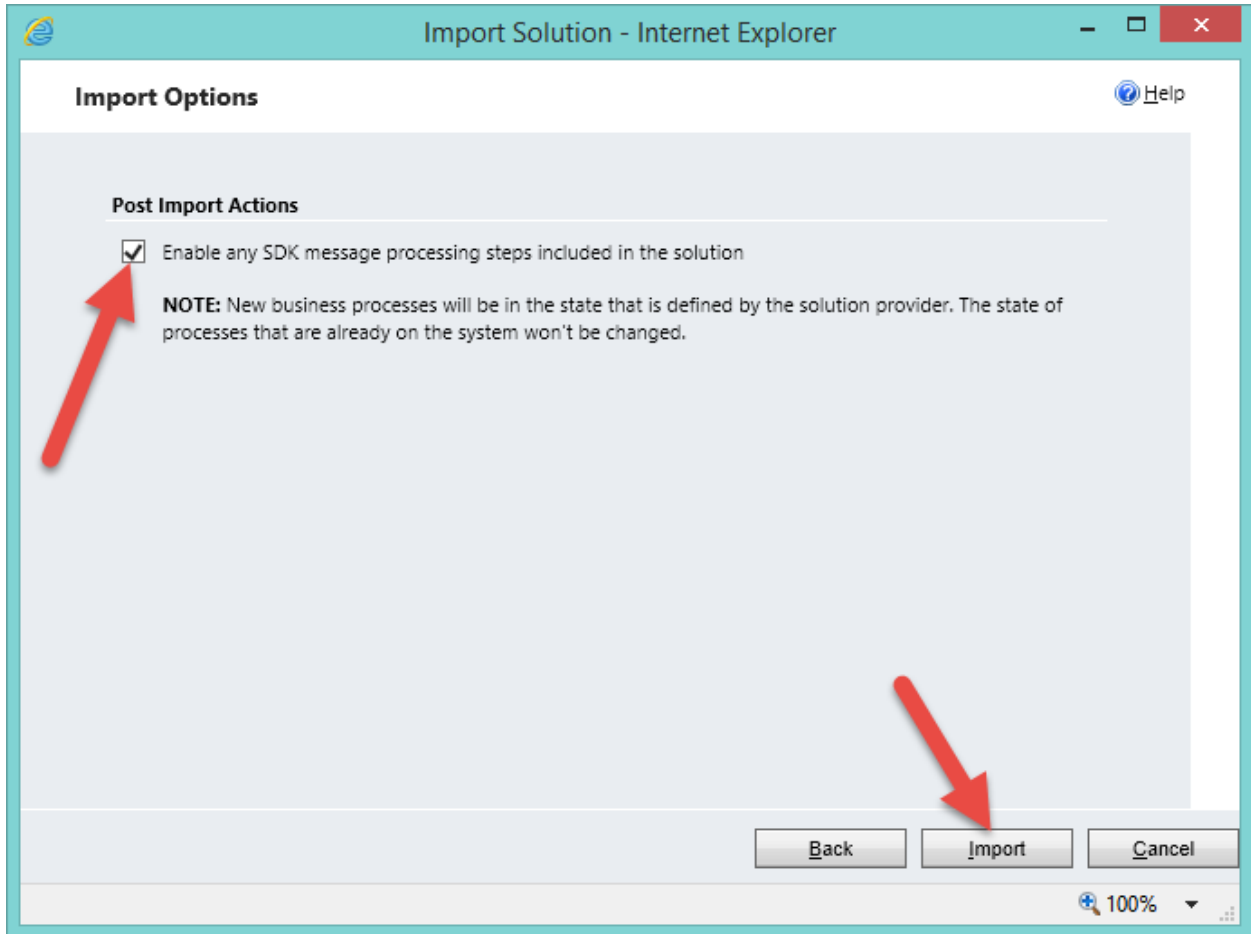 Import Solution - Internet Explorer
Import Options
Help
Post Import Actions
Enable any SDK message processing steps included in the solution
NOTE: New business processes will be in the state that is defined by the solution provider. The state of
processes that are already on the system won't be changed.
Back
Import
Cancel
100%